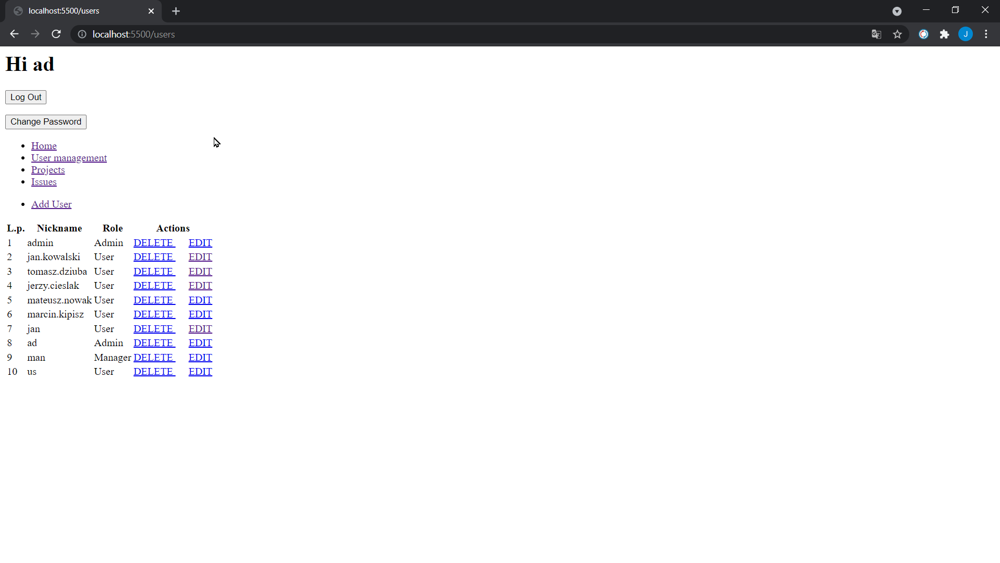 localhost:5500/users
localhost:5500/users
J
Hi ad
Log Out
Change Password
Home
User management
Projects
Issues
Add User
L.p. Nickname Role Actions
1 admin Admin DELETE EDIT
2 jan.kowalski User DELETE EDIT
3 tomasz.dziuba User DELETE EDIT
4 jerzy.cieslak User DELETE EDIT
5 mateusz.nowak User DELETE EDIT
6 marcin.kipisz User DELETE EDIT
7 jan User DELETE EDIT
8 ad Admin DELETE EDIT
9 man Manager DELETE EDIT
10 us User DELETE EDIT